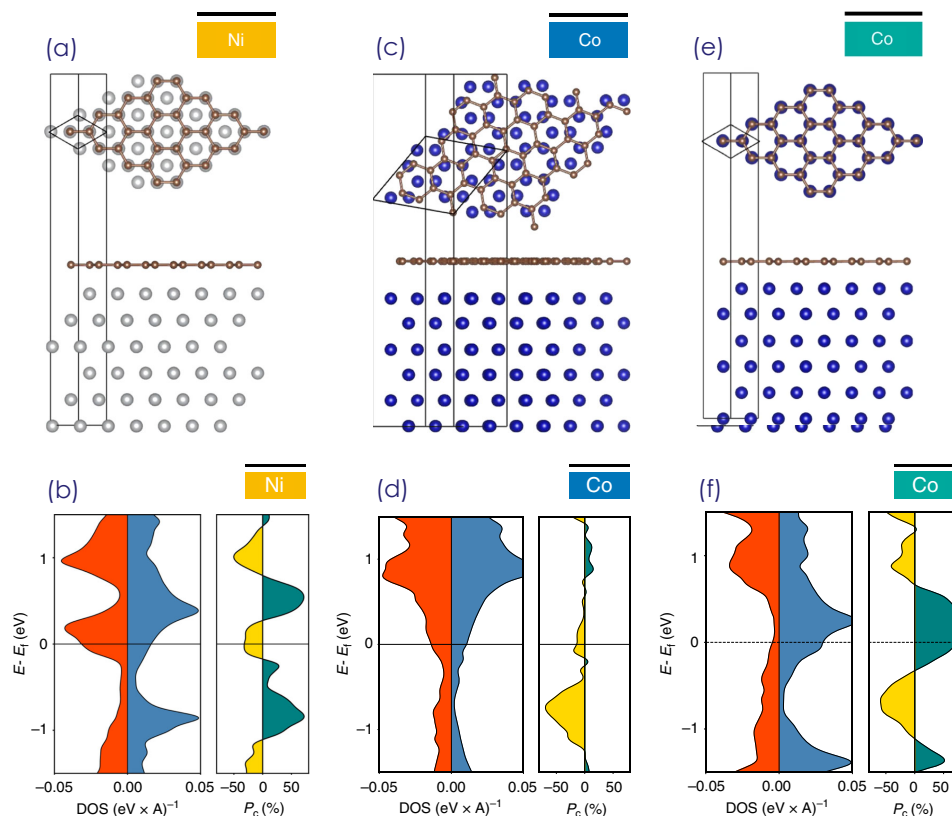 (a)
Ni
(c)
Co
(e)
Co
(b)
Ni
(d)
Co
(f)
Co
E- E_f (eV)
1
0
−1
−0.05 0.00 0.05
DOS (eV × A)⁻¹
−50 0 50
P_c (%)
E- E_f (eV)
1
0
−1
−0.05 0.00 0.05
DOS (eV × A)⁻¹
−50 0 50
P_c (%)
E- E_f (eV)
1
0
−1
−0.05 0.00 0.05
DOS (eV × A)⁻¹
−50 0 50
P_c (%)